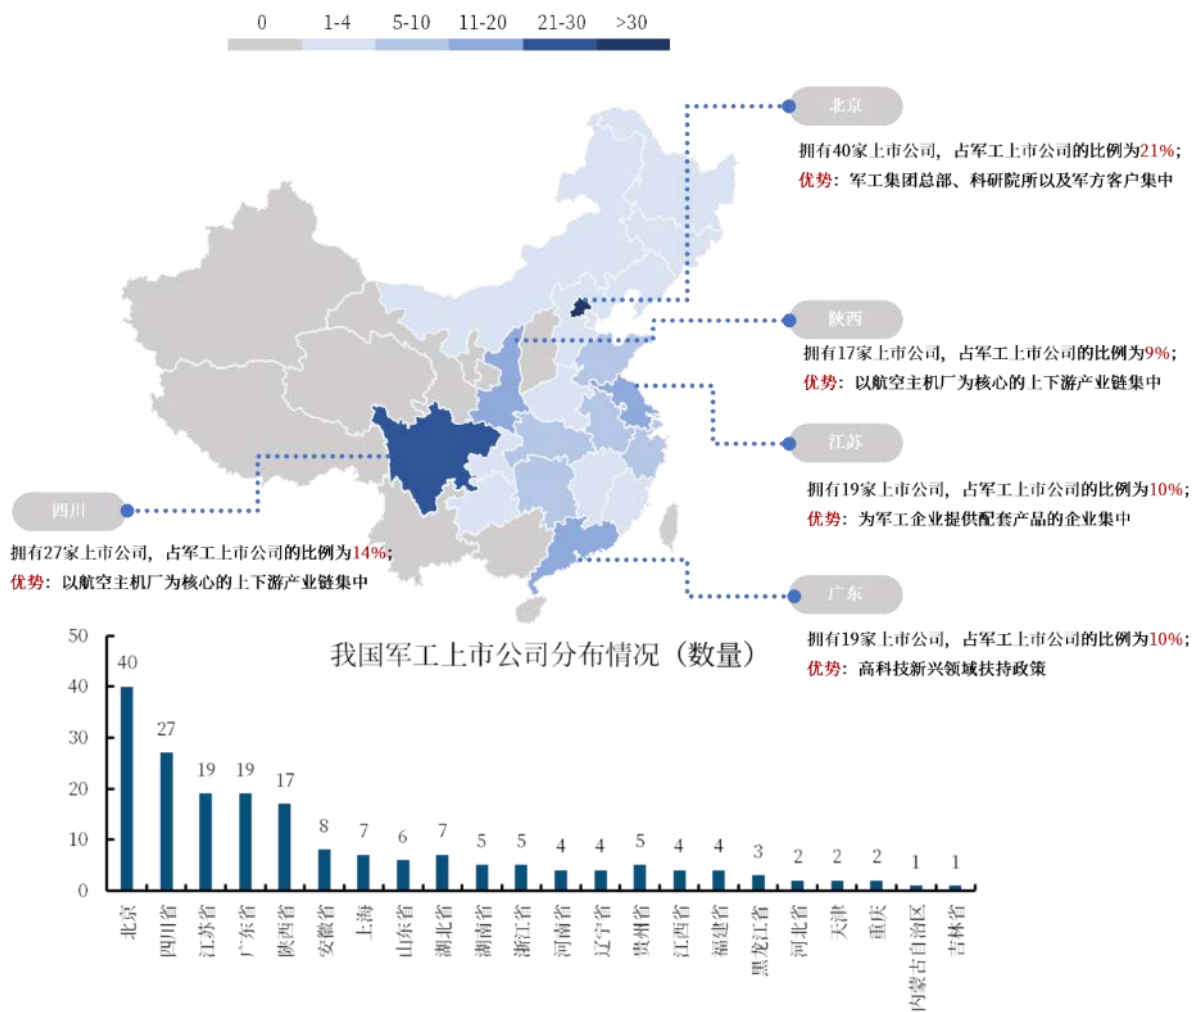 0 1-4 5-10 11-20 21-30 >30
北京
拥有40家上市公司，占军工上市公司的比例为21%；
优势：军工集团总部、科研院所以及军方客户集中
陕西
拥有17家上市公司，占军工上市公司的比例为9%；
优势：以航空主机厂为核心的上下游产业链集中
江苏
拥有19家上市公司，占军工上市公司的比例为10%；
优势：为军工企业提供配套产品的企业集中
四川
拥有27家上市公司，占军工上市公司的比例为14%；
优势：以航空主机厂为核心的上下游产业链集中
广东
拥有19家上市公司，占军工上市公司的比例为10%；
优势：高科技新兴领域扶持政策
我国军工上市公司分布情况（数量）
50
40
30
20
10
0
40 27 19 19 17 8 7 6 7 5 5 4 4 5 4 4 3 2 2 2 1 1
北京
四川省
江苏省
广东省
陕西省
安徽省
上海
山东省
湖北省
湖南省
浙江省
河南省
辽宁省
贵州省
江西省
福建省
黑龙江省
河北省
天津
重庆
内蒙古自治区
吉林省